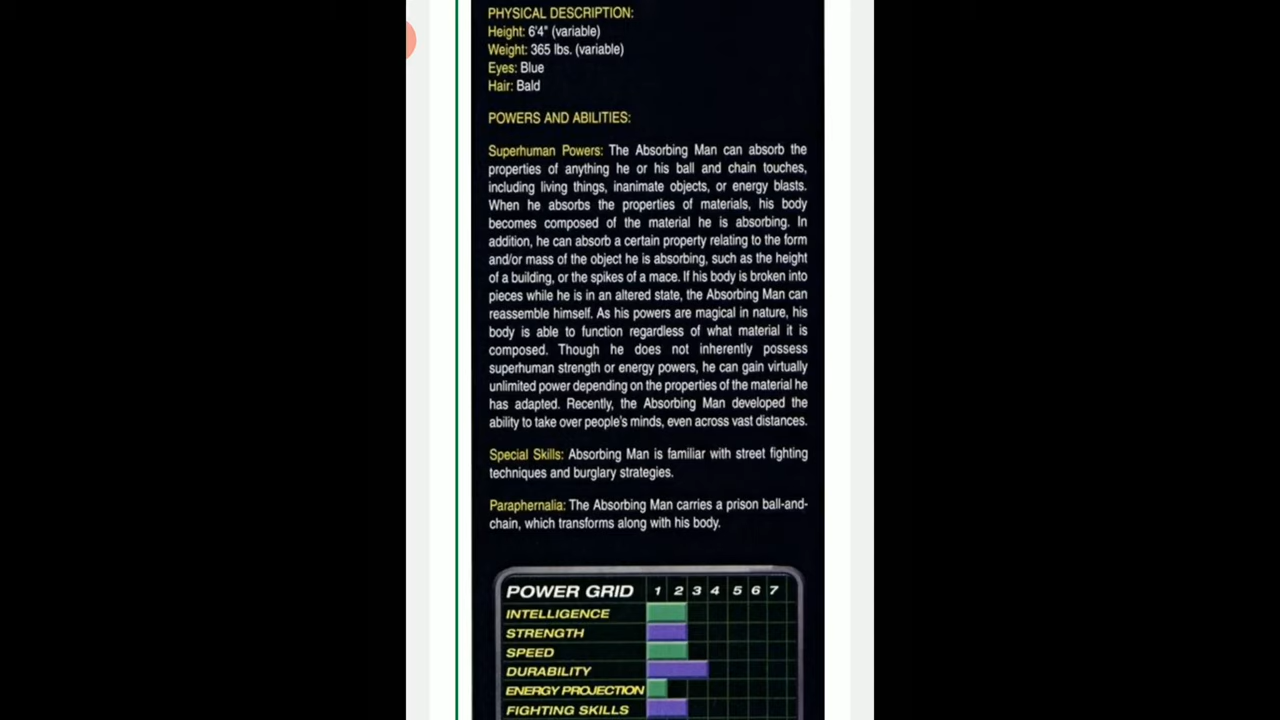 PHYSICAL DESCRIPTION:
Height: 6'4" (variable)
Weight: 365 lbs. (variable)
Eyes: Blue
Hair: Bald
POWERS AND ABILITIES:
Superhuman Powers: The Absorbing Man can absorb the
properties of anything he or his ball and chain touches,
including living things, inanimate objects, or energy blasts.
When he absorbs the properties of materials, his body
becomes composed of the material he is absorbing. In
addition, he can absorb a certain property relating to the form
and/or mass of the object he is absorbing, such as the height
of a building, or the spikes of a mace. If his body is broken into
pieces while he is in an altered state, the Absorbing Man can
reassemble himself. As his powers are magical in nature, his
body is able to function regardless of what material it is
composed. Though he does not inherently possess
superhuman strength or energy powers, he can gain virtually
unlimited power depending on the properties of the material he
has adapted. Recently, the Absorbing Man developed the
ability to take over people's minds, even across vast distances.
Special Skills: Absorbing Man is familiar with street fighting
techniques and burglary strategies.
Paraphernalia: The Absorbing Man carries a prison ball-and-
chain, which transforms along with his body.
POWER GRID 1 2 3 4 5 6 7
INTELLIGENCE
STRENGTH
SPEED
DURABILITY
ENERGY PROJECTION
FIGHTING SKILLS